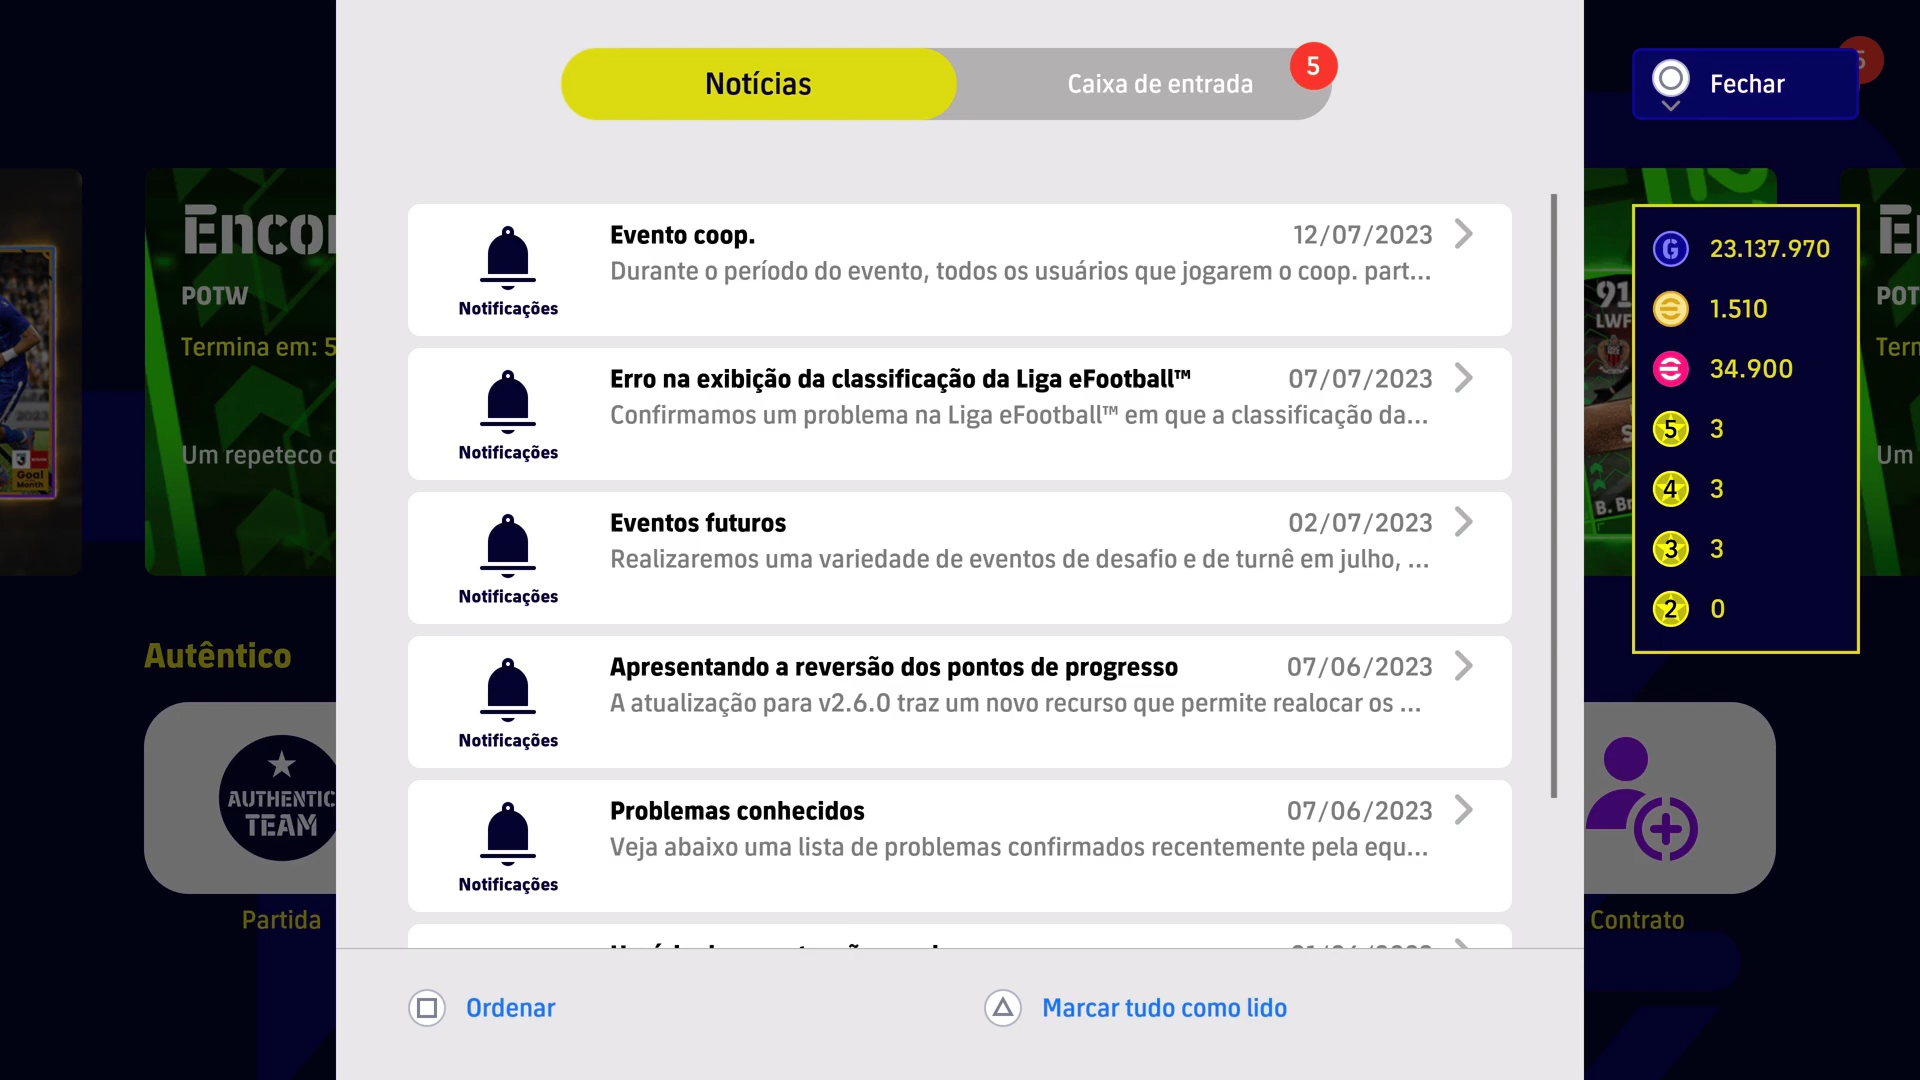 Notícias
Caixa de entrada
5
Fechar
Evento coop.
12/07/2023
Durante o período do evento, todos os usuários que jogarem o coop. part...
Notificações
Erro na exibição da classificação da Liga eFootball™
07/07/2023
Confirmamos um problema na Liga eFootball™ em que a classificação da...
Notificações
Eventos futuros
02/07/2023
Realizaremos uma variedade de eventos de desafio e de turnê em julho, ...
Notificações
Apresentando a reversão dos pontos de progresso
07/06/2023
A atualização para v2.6.0 traz um novo recurso que permite realocar os ...
Notificações
Problemas conhecidos
07/06/2023
Veja abaixo uma lista de problemas confirmados recentemente pela equ...
Notificações
Ordenar
Marcar tudo como lido
G 23.137.970
1.510
34.900
5 3
4 3
3 3
2 0
POTW
Termina em: 5
Um repeteco
Goal
Month
2023
Autêntico
AUTHENTIC
TEAM
Partida
91
LWF
B. Br
Um
Contrato